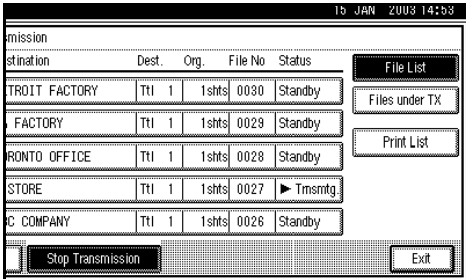 15 JAN 2003 14:53
smission
stination Dest. Org. File No Status
TROIT FACTORY Ttl 1 1shts 0030 Standby
FACTORY Ttl 1 1shts 0029 Standby
RONTO OFFICE Ttl 1 1shts 0028 Standby
STORE Ttl 1 1shts 0027 ► Trnsmtg.
C COMPANY Ttl 1 1shts 0026 Standby
File List
Files under TX
Print List
Stop Transmission
Exit